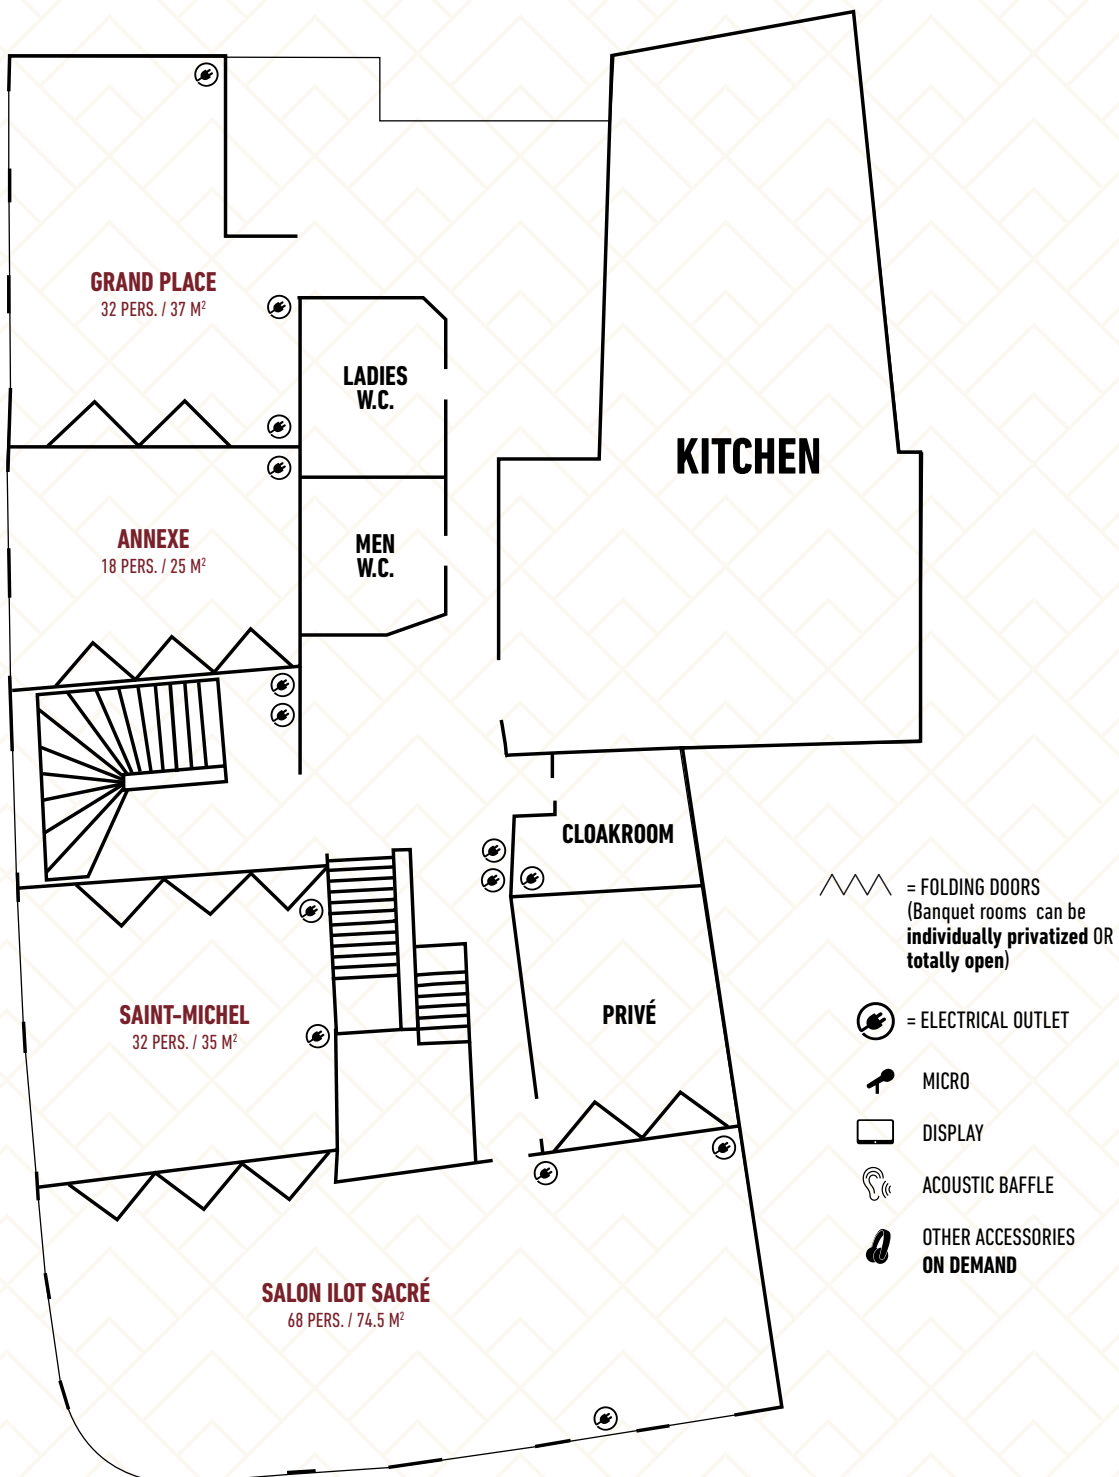 GRAND PLACE
32 PERS. / 37 M²
LADIES
W.C.
KITCHEN
ANNEXE
18 PERS. / 25 M²
MEN
W.C.
CLOAKROOM
= FOLDING DOORS
(Banquet rooms can be
individually privatized OR
totally open)
SAINT-MICHEL
32 PERS. / 35 M²
PRIVÉ
= ELECTRICAL OUTLET
MICRO
DISPLAY
ACOUSTIC BAFFLE
OTHER ACCESSORIES
ON DEMAND
SALON ILOT SACRÉ
68 PERS. / 74.5 M²